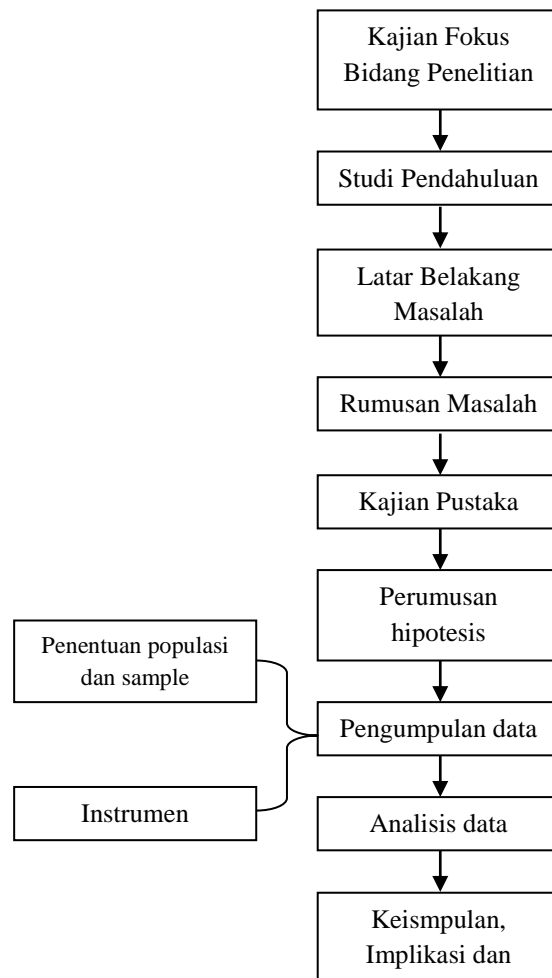 Kajian Fokus
Bidang Penelitian
Studi Pendahuluan
Latar Belakang
Masalah
Rumusan Masalah
Kajian Pustaka
Perumusan
hipotesis
Penentuan populasi
dan sample
Pengumpulan data
Instrumen
Analisis data
Keismpulan,
Implikasi dan